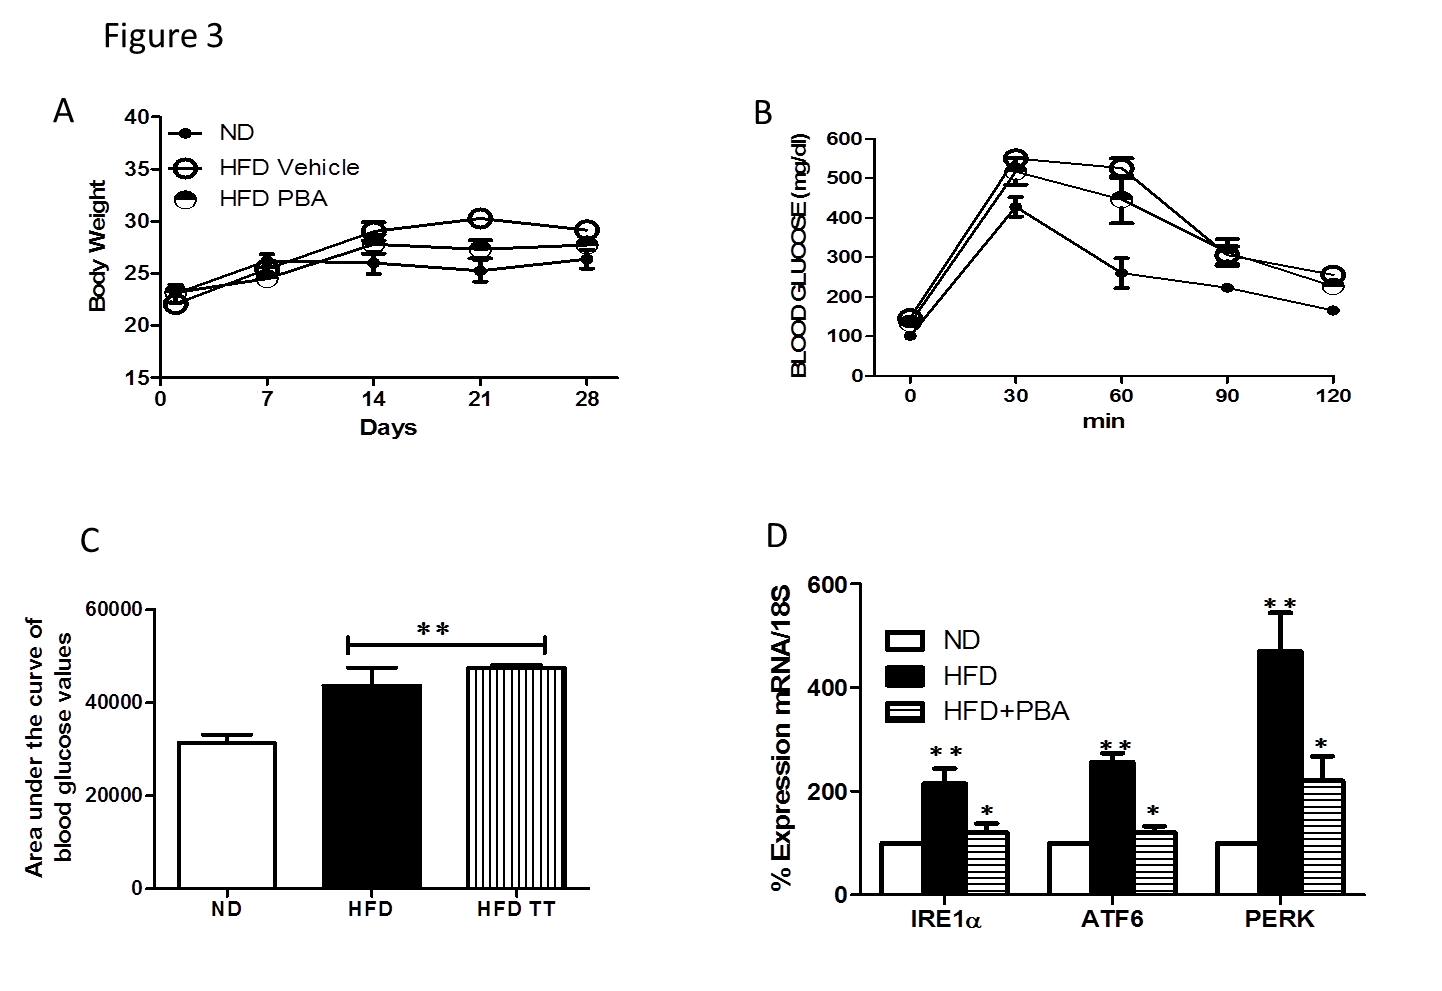 Figure 3
A
40
35
30
25
20
15
Body Weight
ND
HFD Vehicle
HFD PBA
0 7 14 21 28
Days
B
600
500
400
300
200
100
0
BLOOD GLUCOSE (mg/dl)
0 30 60 90 120
min
C
60000
40000
20000
0
Area under the curve of
blood glucose values
**
ND HFD HFD TT
D
600
400
200
0
% Expression mRNA/18S
ND
HFD
HFD+PBA
** * ** * ** *
IRE1α ATF6 PERK